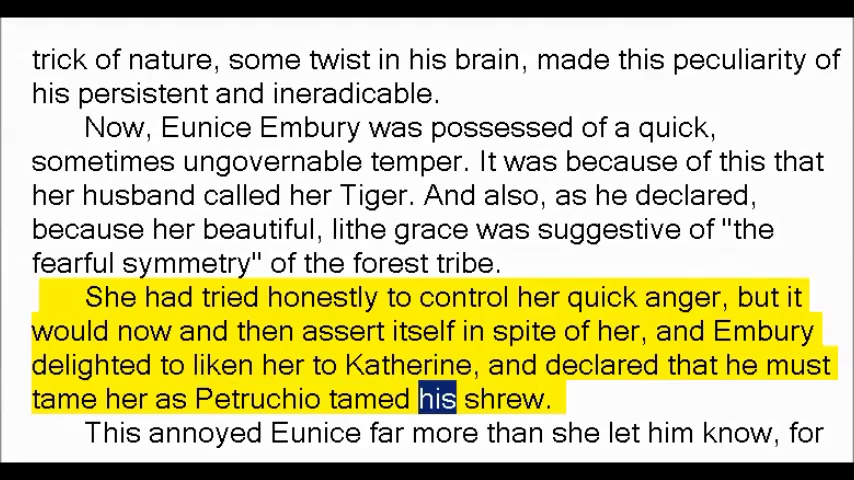 trick of nature, some twist in his brain, made this peculiarity of
his persistent and ineradicable.
Now, Eunice Embury was possessed of a quick,
sometimes ungovernable temper. It was because of this that
her husband called her Tiger. And also, as he declared,
because her beautiful, lithe grace was suggestive of "the
fearful symmetry" of the forest tribe.
She had tried honestly to control her quick anger, but it
would now and then assert itself in spite of her, and Embury
delighted to liken her to Katherine, and declared that he must
tame her as Petruchio tamed his shrew.
This annoyed Eunice far more than she let him know, for